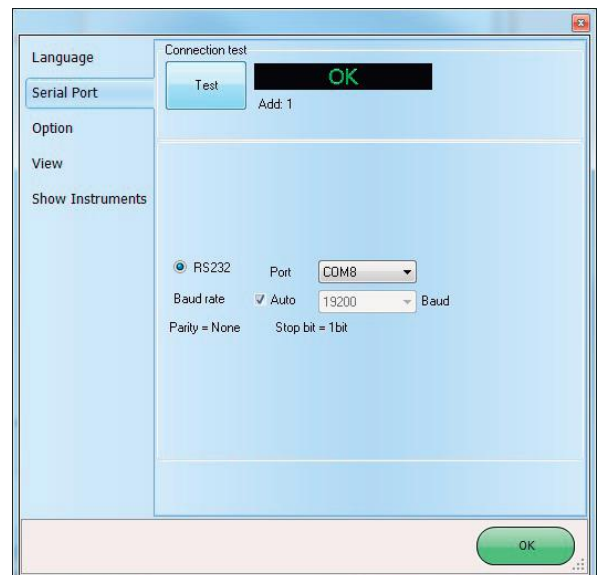 Language
Serial Port
Option
View
Show Instruments
Connection test
Test
OK
Add: 1
RS232 Port COM8
Baud rate Auto 19200 Baud
Parity = None Stop bit = 1bit
OK